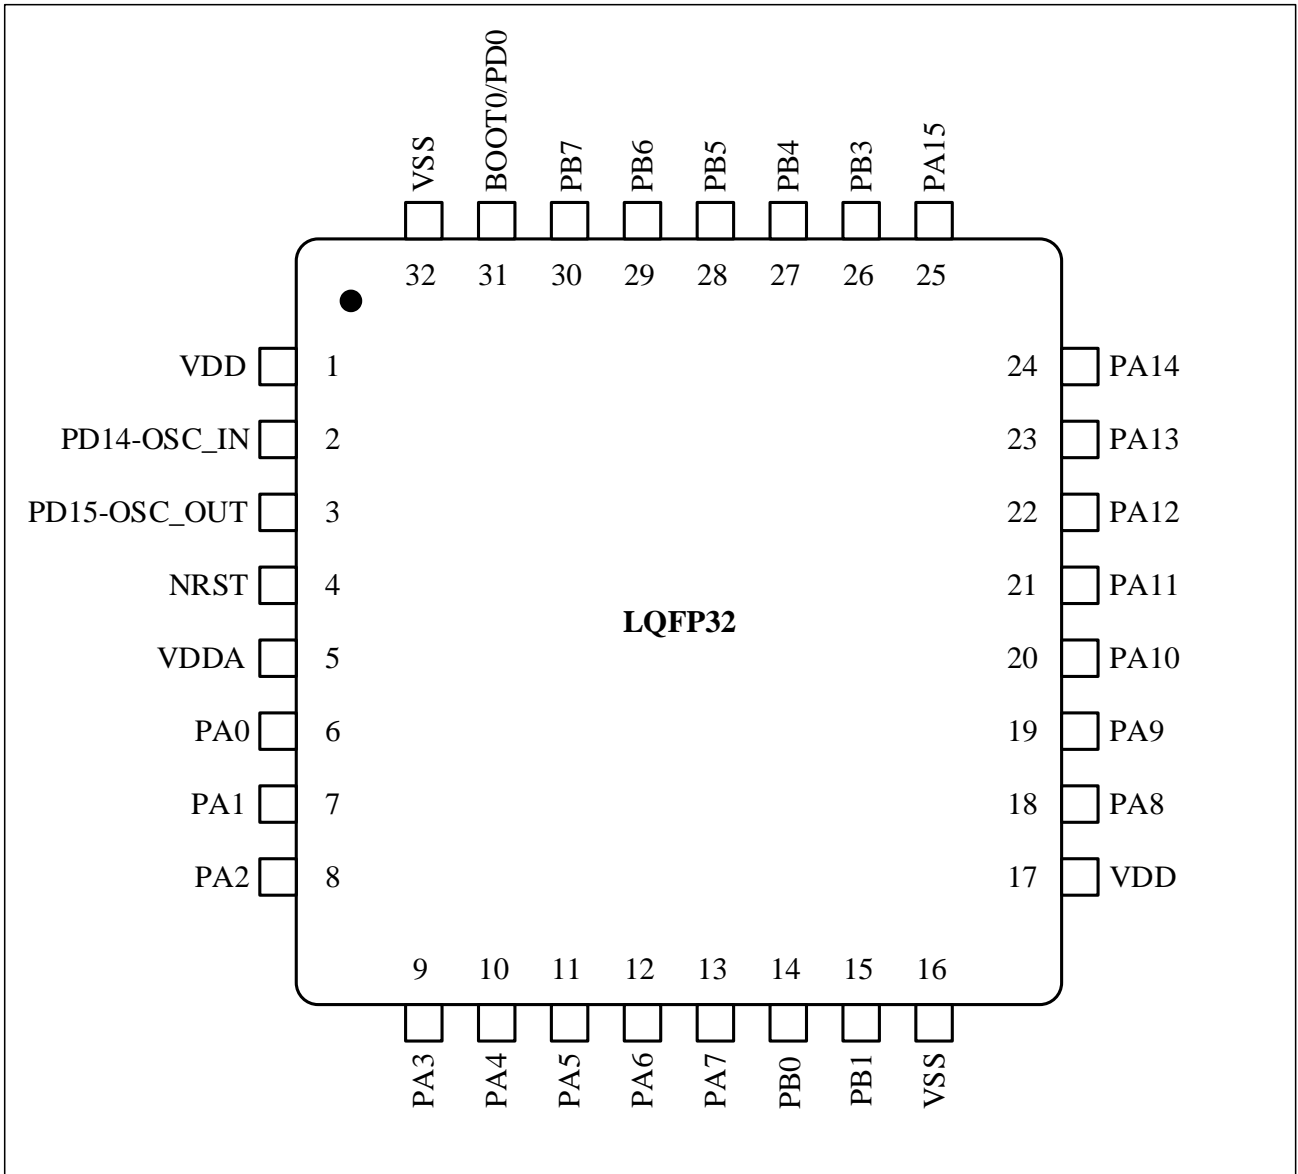 VSS
BOOT0/PD0
PB7
PB6
PB5
PB4
PB3
PA15
32 31 30 29 28 27 26 25
VDD 1 24 PA14
PD14-OSC_IN 2 23 PA13
PD15-OSC_OUT 3 22 PA12
NRST 4 21 PA11
LQFP32
VDDA 5 20 PA10
PA0 6 19 PA9
PA1 7 18 PA8
PA2 8 17 VDD
9 10 11 12 13 14 15 16
PA3
PA4
PA5
PA6
PA7
PB0
PB1
VSS